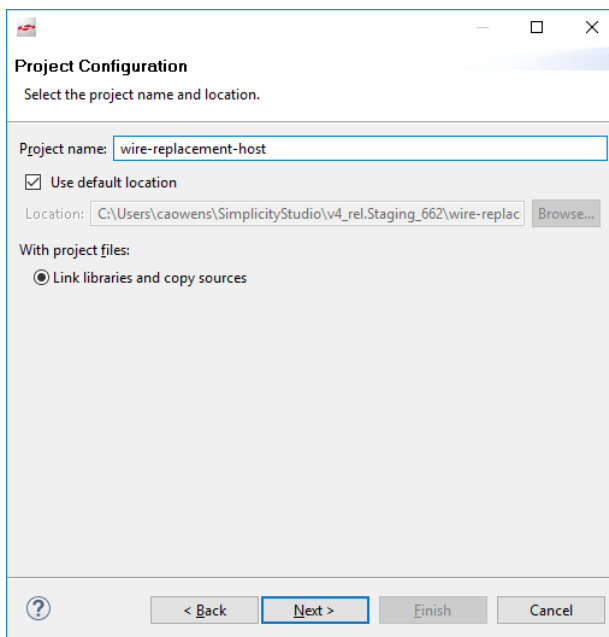 Project Configuration
Select the project name and location.
Project name: wire-replacement-host
Use default location
Location: C:\Users\caowens\SimplicityStudio\v4_rel.Staging_662\wire-replac Browse...
With project files:
Link libraries and copy sources
? < Back Next > Finish Cancel